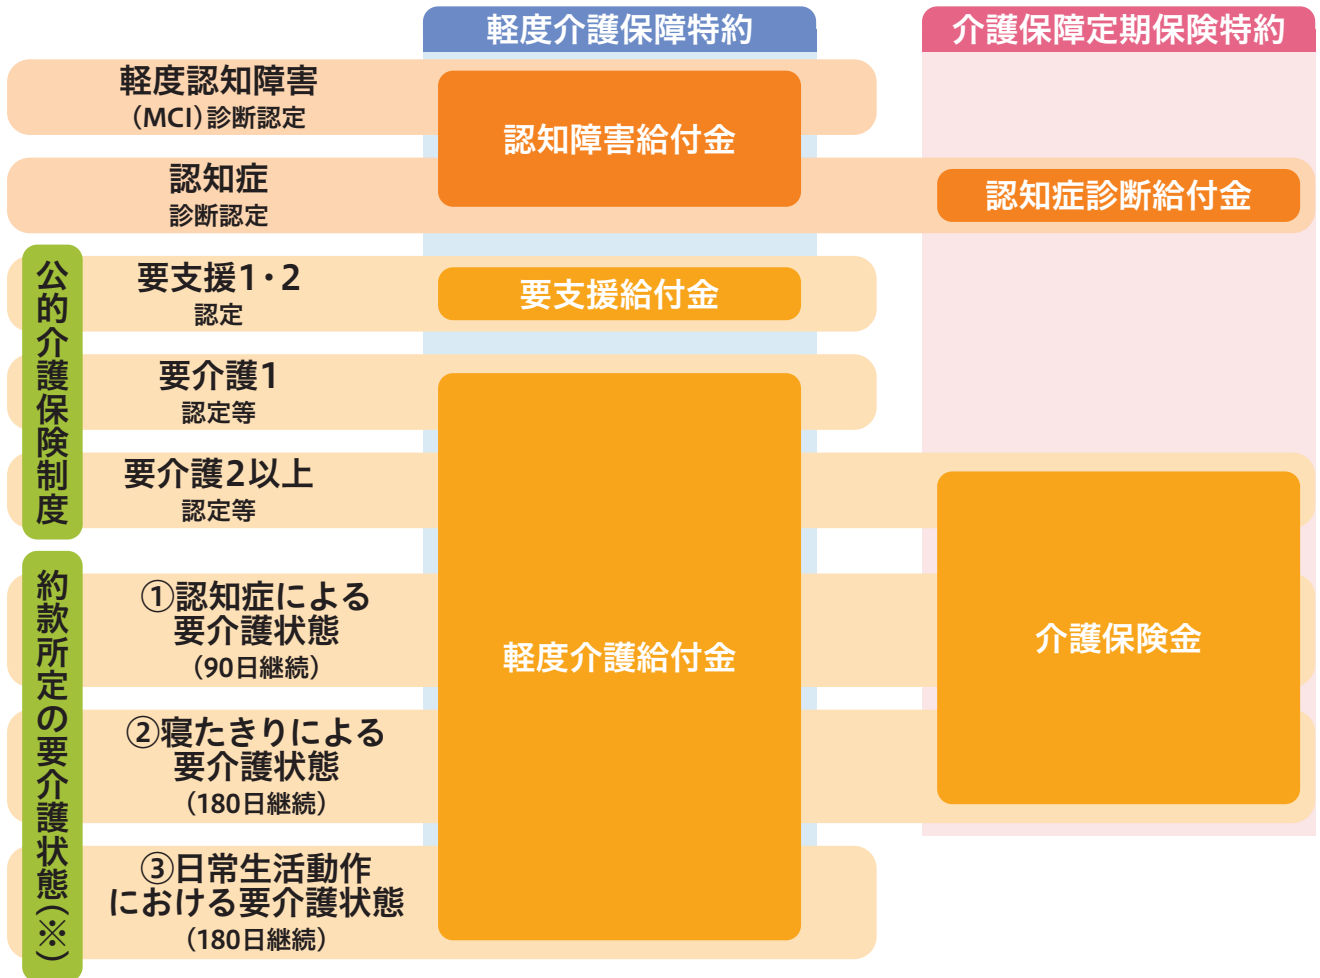 軽度介護保障特約
介護保障定期保険特約
軽度認知障害
(MCI)診断認定
認知障害給付金
認知症
診断認定
認知症診断給付金
公的介護保険制度
要支援1・2
認定
要支援給付金
要介護1
認定等
要介護2以上
認定等
約款所定の要介護状態(※)
①認知症による
要介護状態
(90日継続)
軽度介護給付金
介護保険金
②寝たきりによる
要介護状態
(180日継続)
③日常生活動作
における要介護状態
(180日継続)